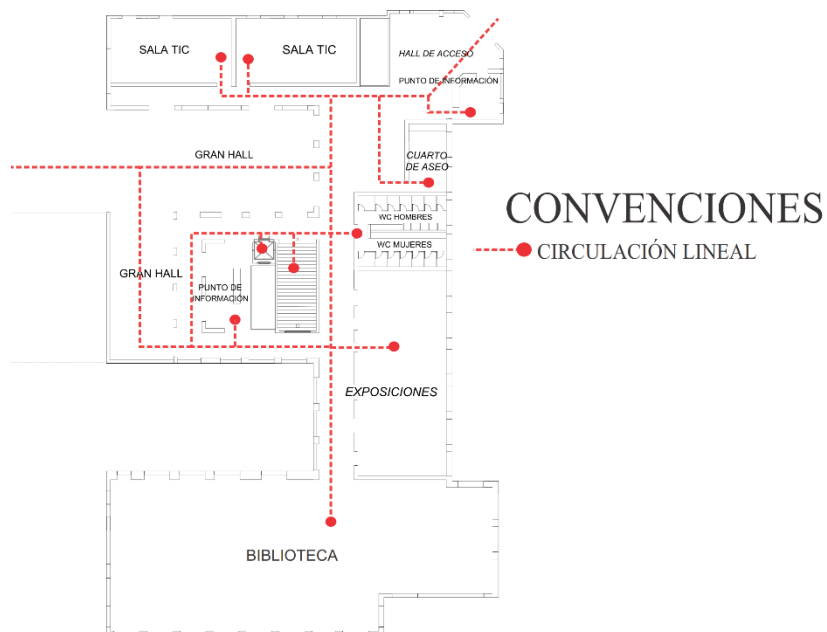 SALA TIC
SALA TIC
HALL DE ACCESO
PUNTO DE INFORMACIÓN
GRAN HALL
CUARTO
DE ASEO
WC HOMBRES
WC MUJERES
CONVENCIONES
CIRCULACIÓN LINEAL
GRAN HALL
PUNTO DE
INFORMACIÓN
EXPOSICIONES
BIBLIOTECA